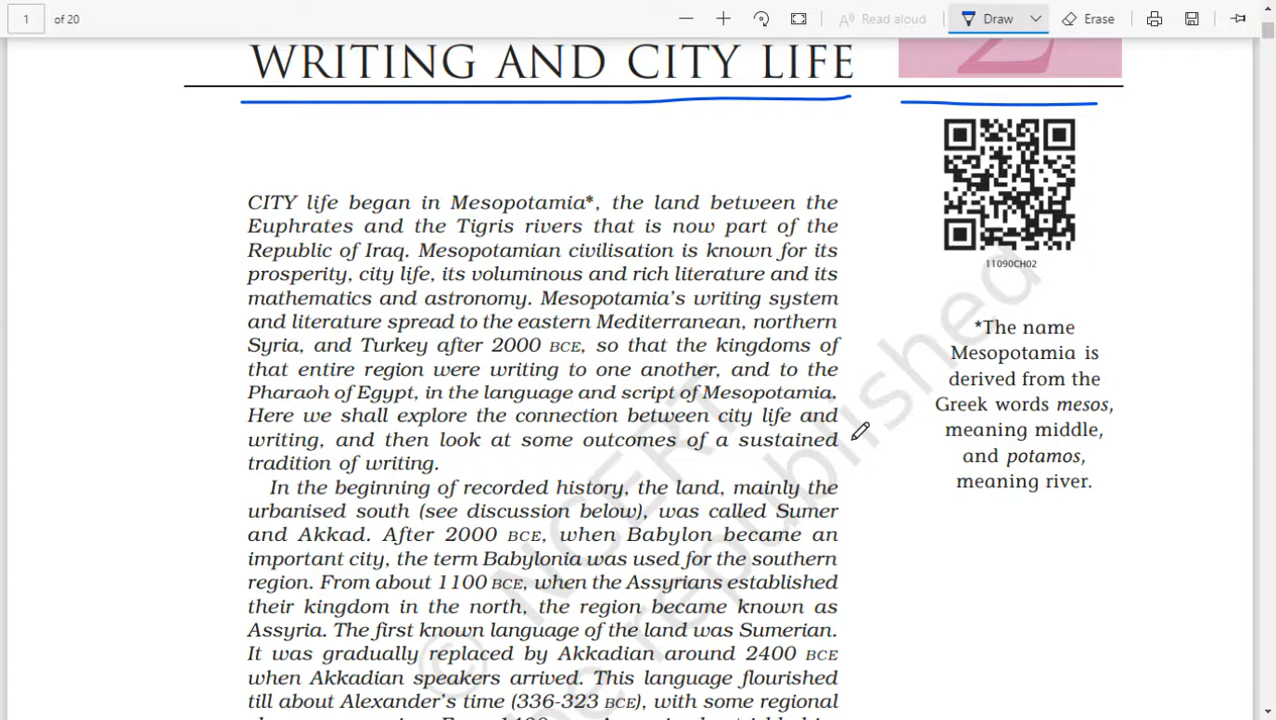 1 of 20
Read aloud
Draw
Erase
WRITING AND CITY LIFE
2
CITY life began in Mesopotamia*, the land between the
Euphrates and the Tigris rivers that is now part of the
Republic of Iraq. Mesopotamian civilisation is known for its
prosperity, city life, its voluminous and rich literature and its
mathematics and astronomy. Mesopotamia's writing system
and literature spread to the eastern Mediterranean, northern
Syria, and Turkey after 2000 BCE, so that the kingdoms of
that entire region were writing to one another, and to the
Pharaoh of Egypt, in the language and script of Mesopotamia.
Here we shall explore the connection between city life and
writing, and then look at some outcomes of a sustained
tradition of writing.
In the beginning of recorded history, the land, mainly the
urbanised south (see discussion below), was called Sumer
and Akkad. After 2000 BCE, when Babylon became an
important city, the term Babylonia was used for the southern
region. From about 1100 BCE, when the Assyrians established
their kingdom in the north, the region became known as
Assyria. The first known language of the land was Sumerian.
It was gradually replaced by Akkadian around 2400 BCE
when Akkadian speakers arrived. This language flourished
till about Alexander's time (336-323 BCE), with some regional
11090CH02
*The name
Mesopotamia is
derived from the
Greek words mesos,
meaning middle,
and potamos,
meaning river.
© NCERT
be republished